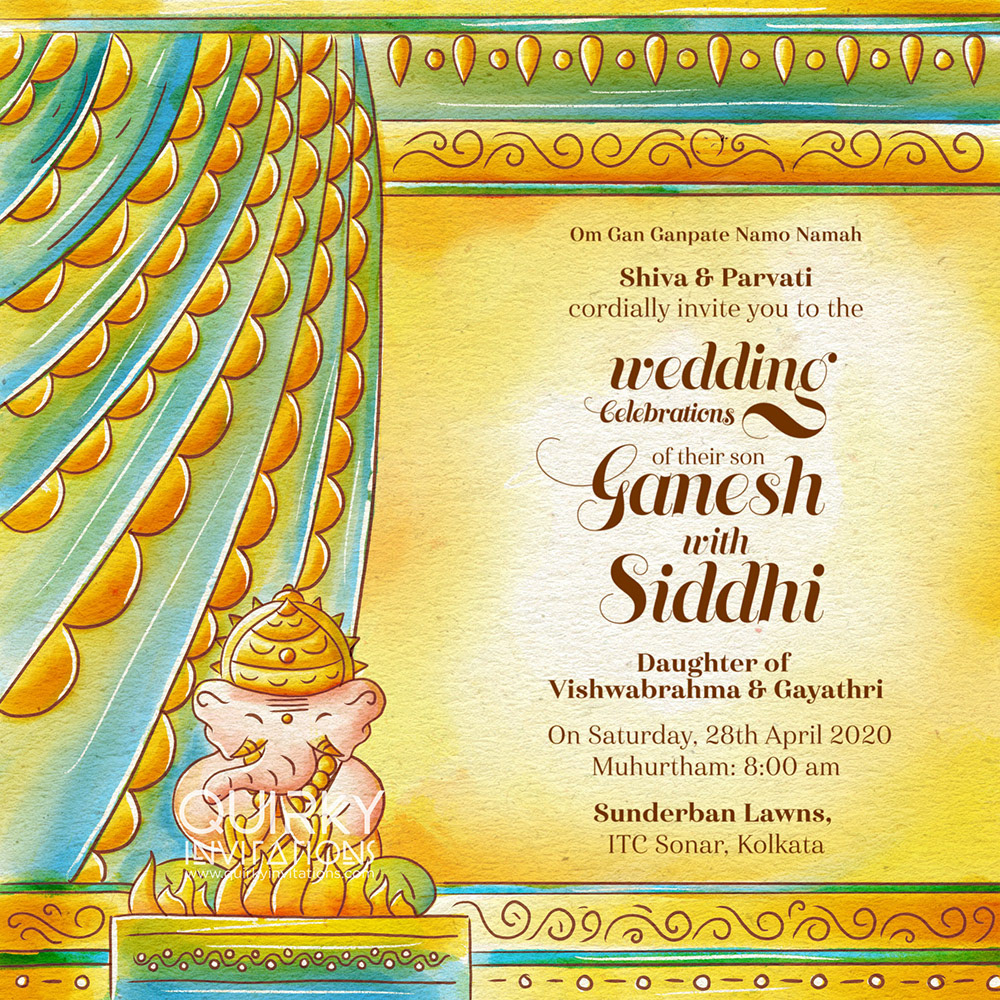 Om Gan Ganpate Namo Namah
Shiva & Parvati
cordially invite you to the
wedding
Celebrations
of their son
Ganesh
with
Siddhi
Daughter of
Vishwabrahma & Gayathri
On Saturday, 28th April 2020
Muhurtham: 8:00 am
Sunderban Lawns,
ITC Sonar, Kolkata
QUIRKY
INVITATIONS
www.quirkyinvitations.com